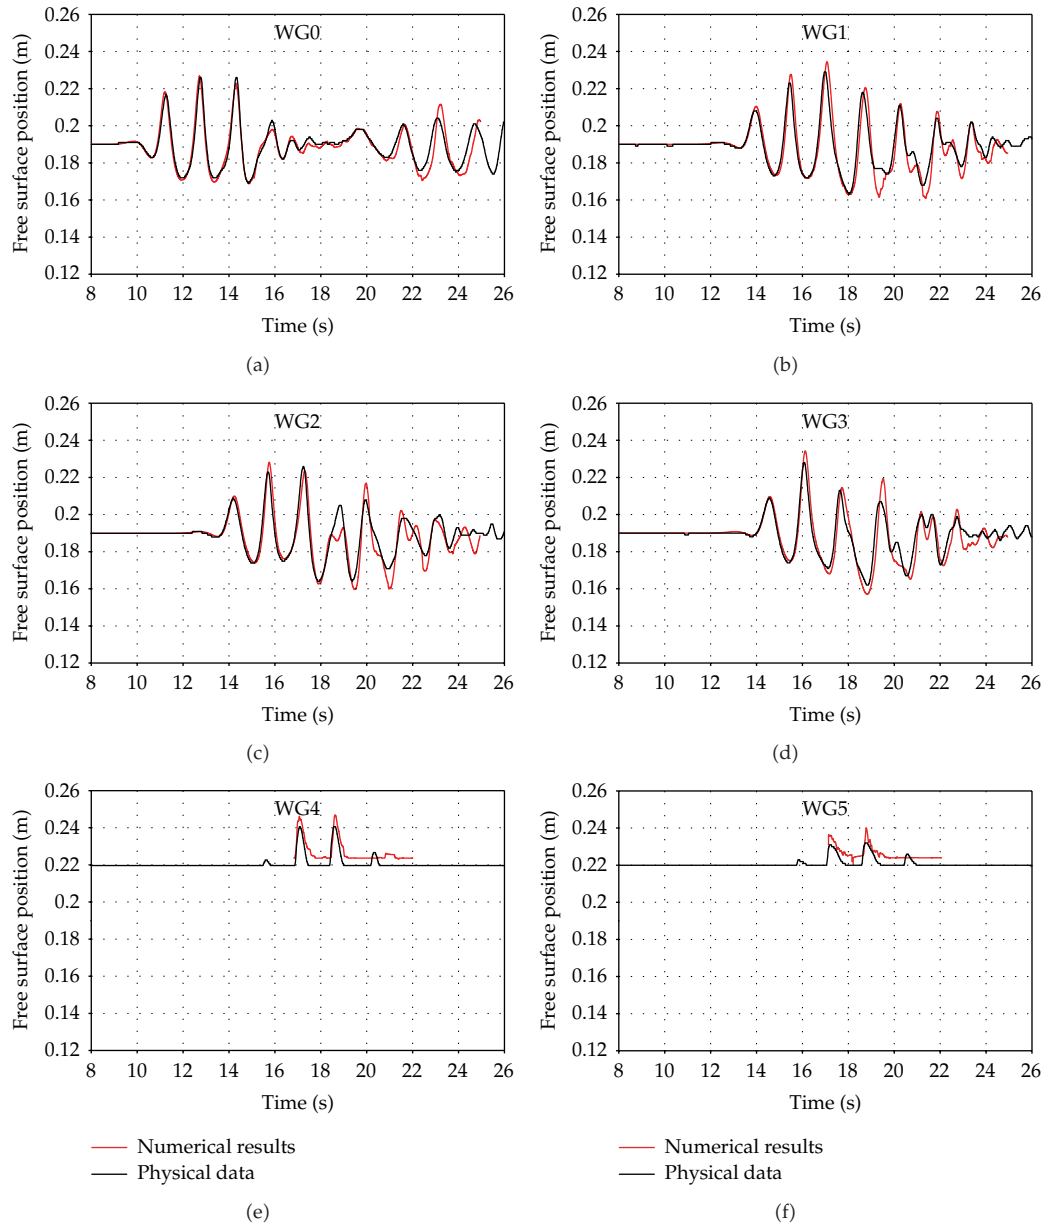 WG0
0.26
0.24
0.22
0.2
0.18
0.16
0.14
0.12
Free surface position (m)
8 10 12 14 16 18 20 22 24 26
Time (s)
(a)
WG1
0.26
0.24
0.22
0.2
0.18
0.16
0.14
0.12
Free surface position (m)
8 10 12 14 16 18 20 22 24 26
Time (s)
(b)
WG2
0.26
0.24
0.22
0.2
0.18
0.16
0.14
0.12
Free surface position (m)
8 10 12 14 16 18 20 22 24 26
Time (s)
(c)
WG3
0.26
0.24
0.22
0.2
0.18
0.16
0.14
0.12
Free surface position (m)
8 10 12 14 16 18 20 22 24 26
Time (s)
(d)
WG4
0.26
0.24
0.22
0.2
0.18
0.16
0.14
0.12
Free surface position (m)
8 10 12 14 16 18 20 22 24 26
Time (s)
Numerical results
Physical data
(e)
WG5
0.26
0.24
0.22
0.2
0.18
0.16
0.14
0.12
Free surface position (m)
8 10 12 14 16 18 20 22 24 26
Time (s)
Numerical results
Physical data
(f)